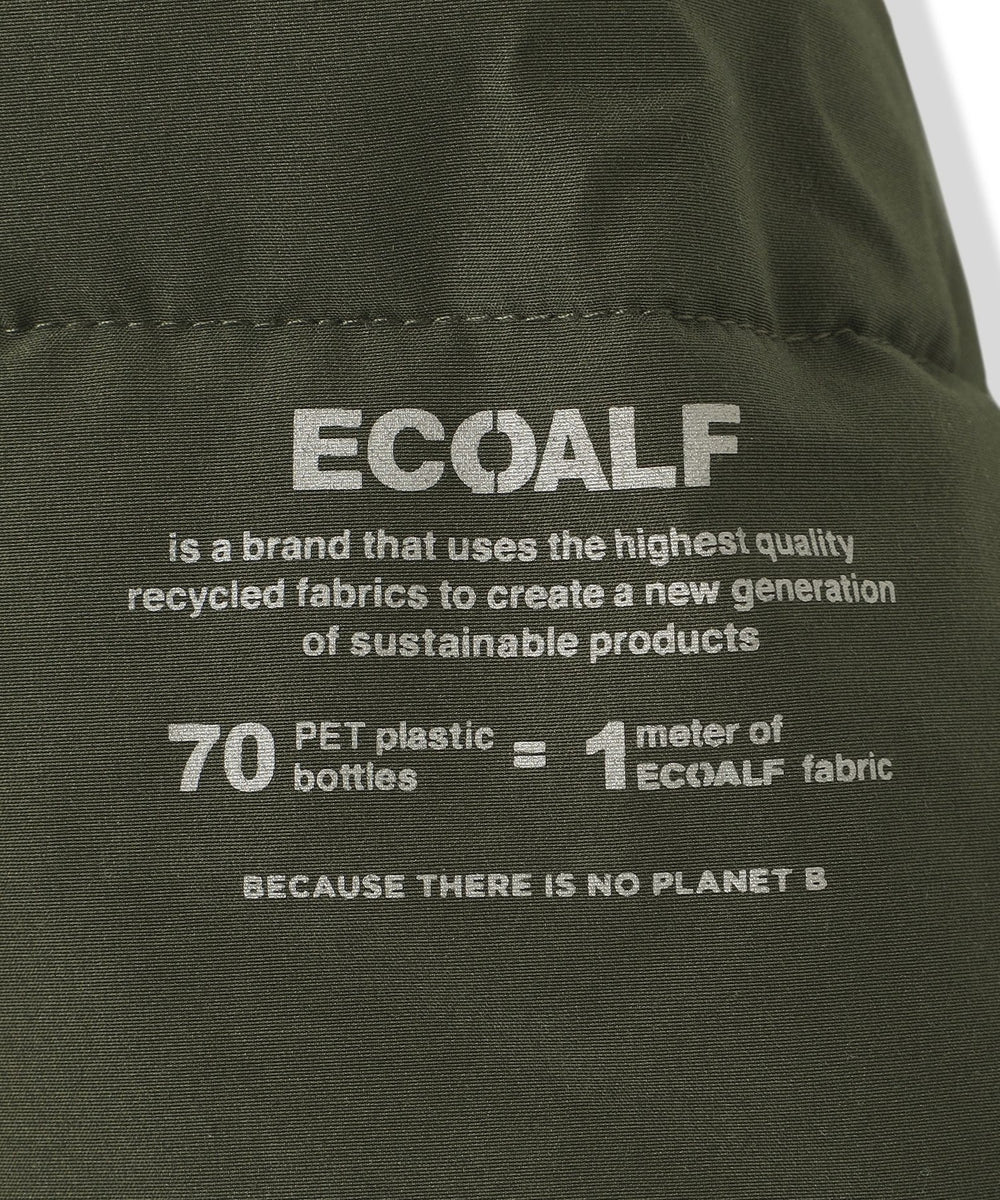 ECOALF
is a brand that uses the highest quality
recycled fabrics to create a new generation
of sustainable products
70 PET plastic bottles = 1 meter of ECOALF fabric
BECAUSE THERE IS NO PLANET B